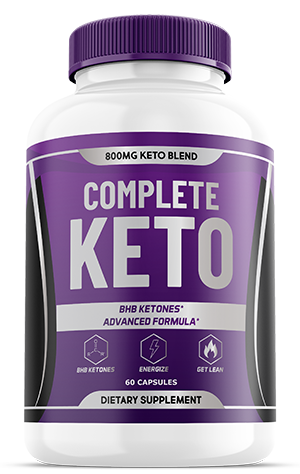 800MG KETO BLEND
COMPLETE
KETO
BHB KETONES*
ADVANCED FORMULA*
BHB KETONES ENERGIZE GET LEAN
60 CAPSULES
DIETARY SUPPLEMENT